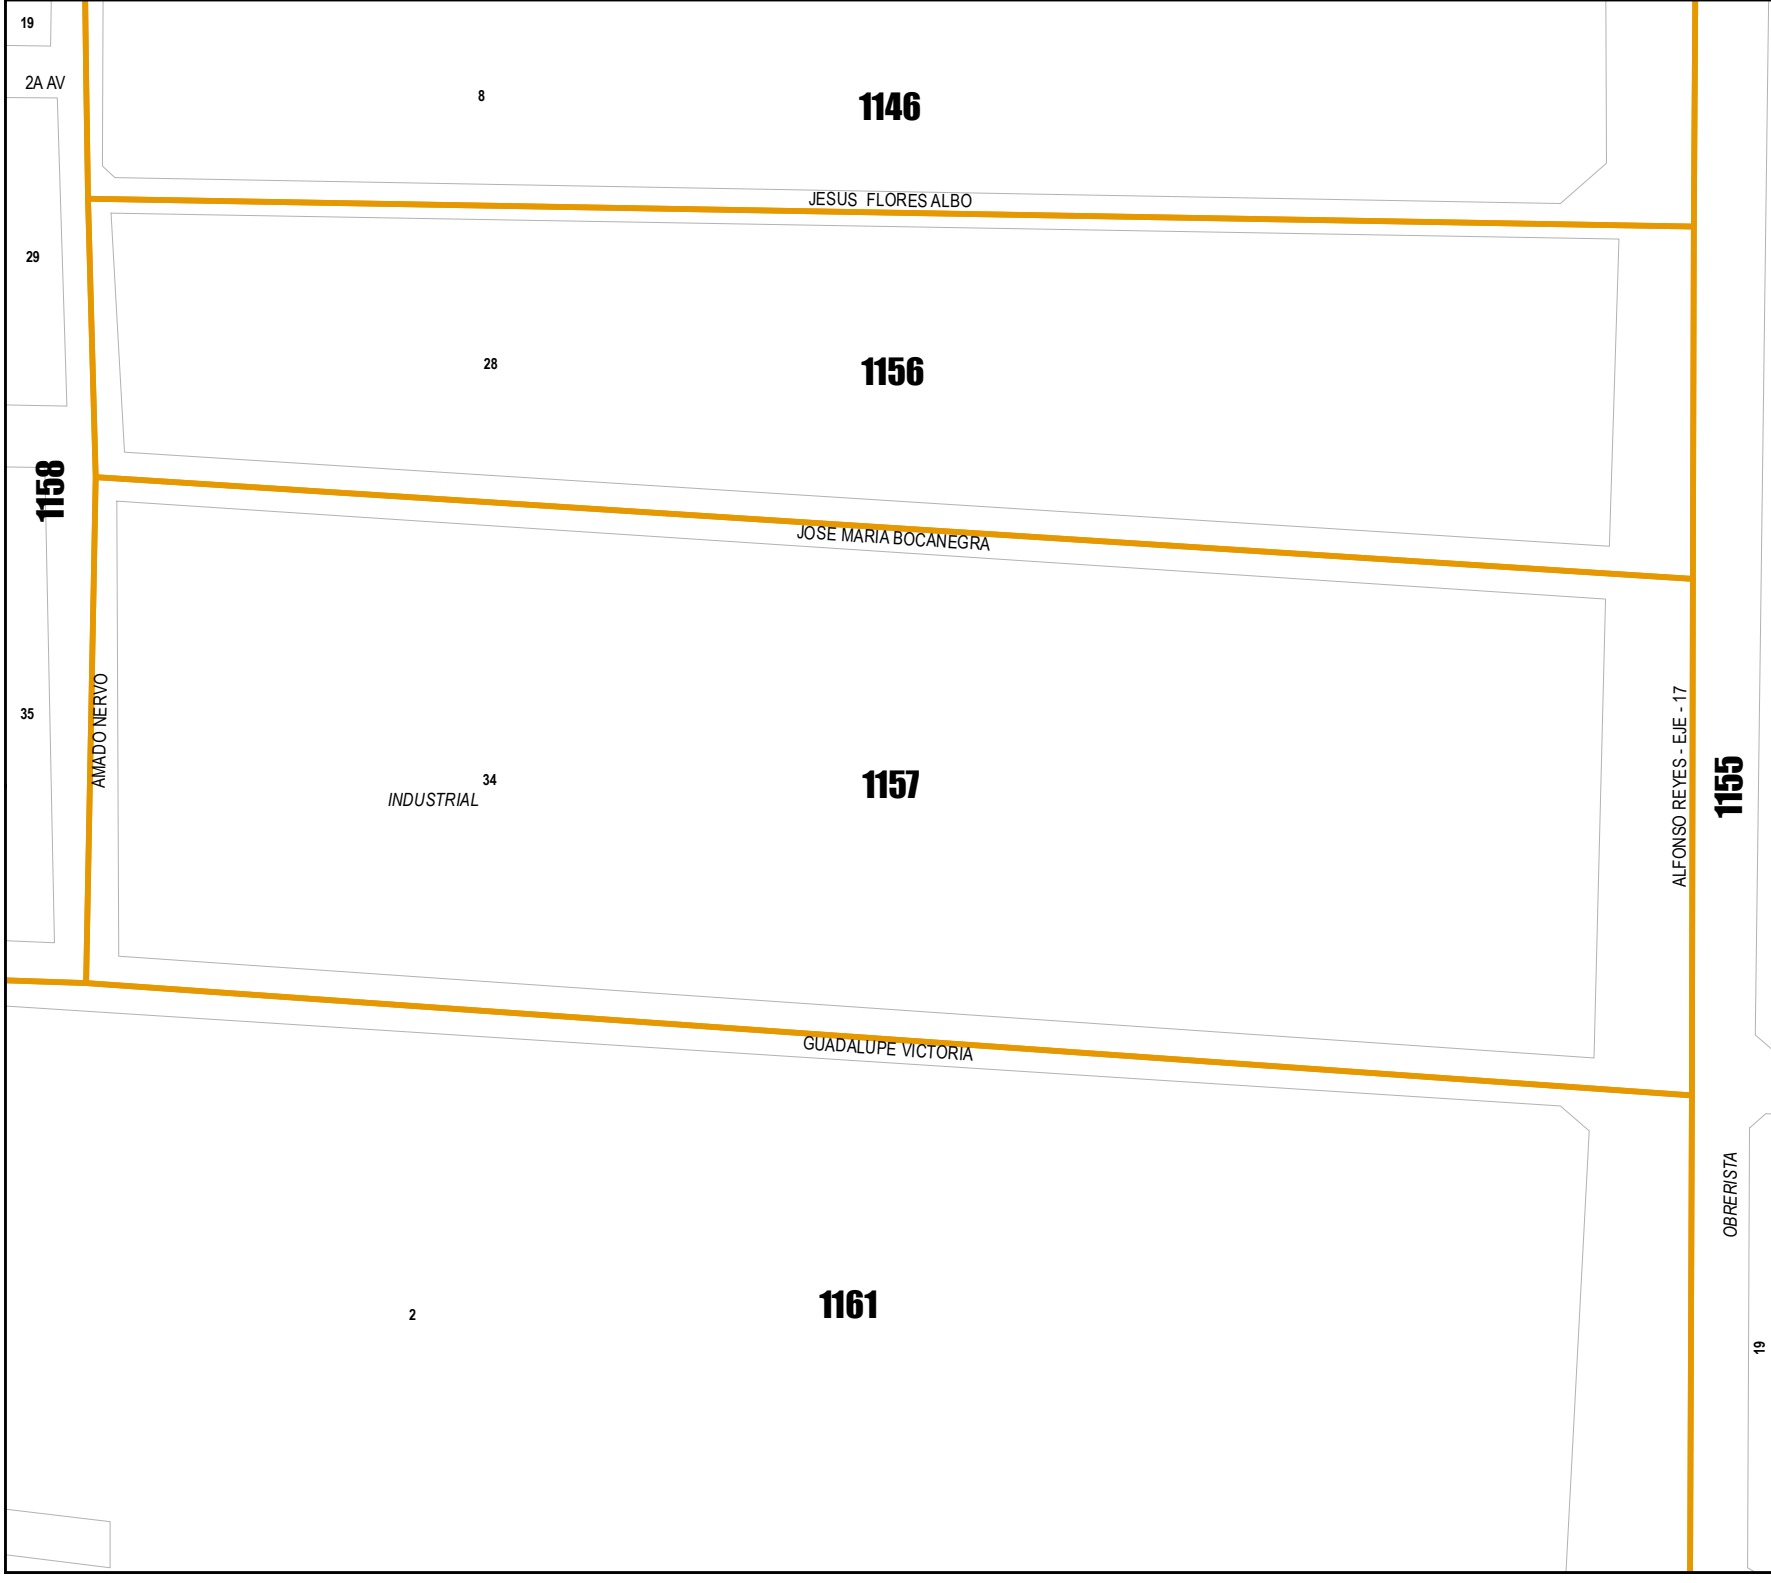 19
2A AV
8
1146
JESUS FLORES ALBO
29
28
1156
1158
JOSE MARIA BOCANEGRA
AMADO NERVO
35
34
INDUSTRIAL
1157
ALFONSO REYES - EJE - 17
1155
GUADALUPE VICTORIA
OBRERISTA
2
1161
19